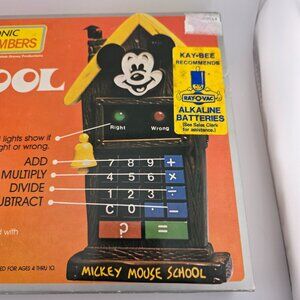 ONIC
MBERS
OOL
KAY-BEE
RECOMMENDS
RAY-O-VAC
ALKALINE
BATTERIES
(See Sales Clerk
for assistance.)
Right Wrong
l lights show if
ght or wrong.
ADD
MULTIPLY
DIVIDE
UBTRACT
7 8 9 +
4 5 6 ×
1 2 3 ÷
C 0 · −
? =
d with
ED FOR AGES 4 THRU 10.
MICKEY MOUSE SCHOOL